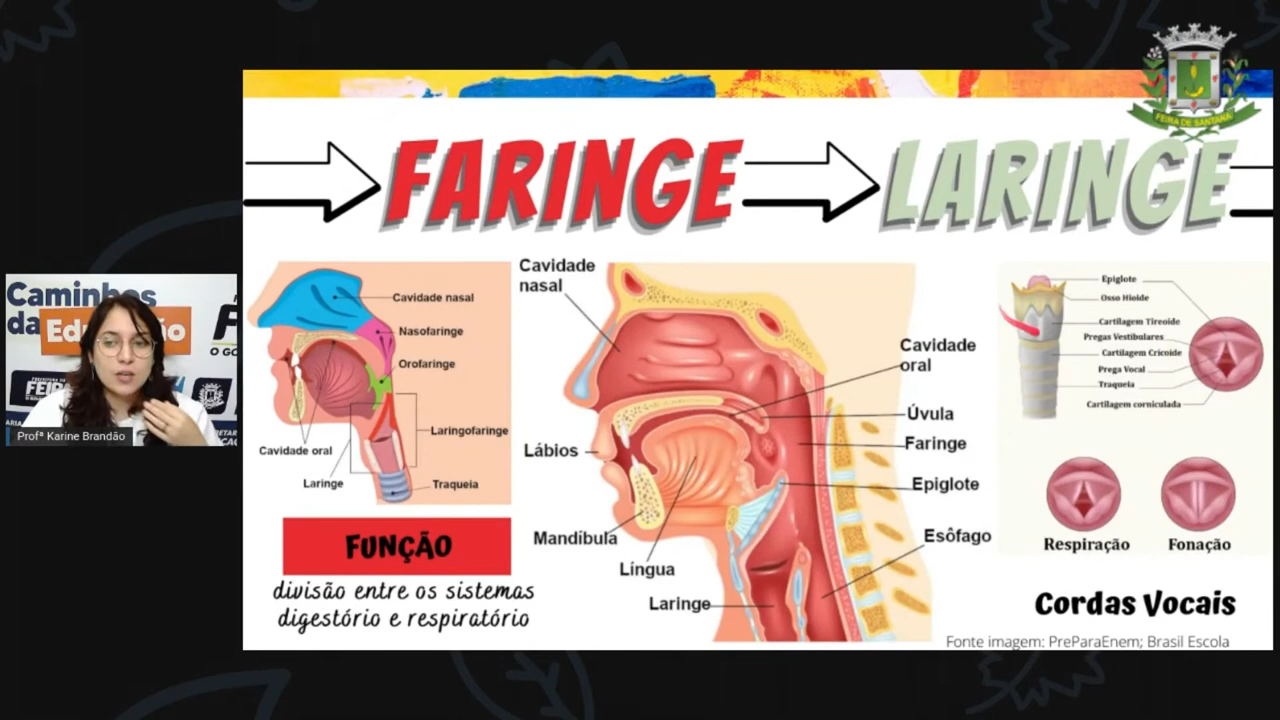 FEIRA DE SANTANA
FARINGE
LARINGE
Cavidade nasal
Nasofaringe
Orofaringe
Laringofaringe
Cavidade oral
Laringe
Traqueia
FUNÇÃO
divisão entre os sistemas
digestório e respiratório
Cavidade
nasal
Cavidade
oral
Úvula
Faringe
Lábios
Epiglote
Esôfago
Mandíbula
Língua
Laringe
Epiglote
Osso Hioide
Cartilagem Tireoide
Pregas Vestibulares
Cartilagem Cricoide
Prega Vocal
Traqueia
Cartilagem corniculada
Respiração
Fonação
Cordas Vocais
Fonte imagem: PreParaEnem; Brasil Escola
Caminhos
da Educação
O GO
Profª Karine Brandão